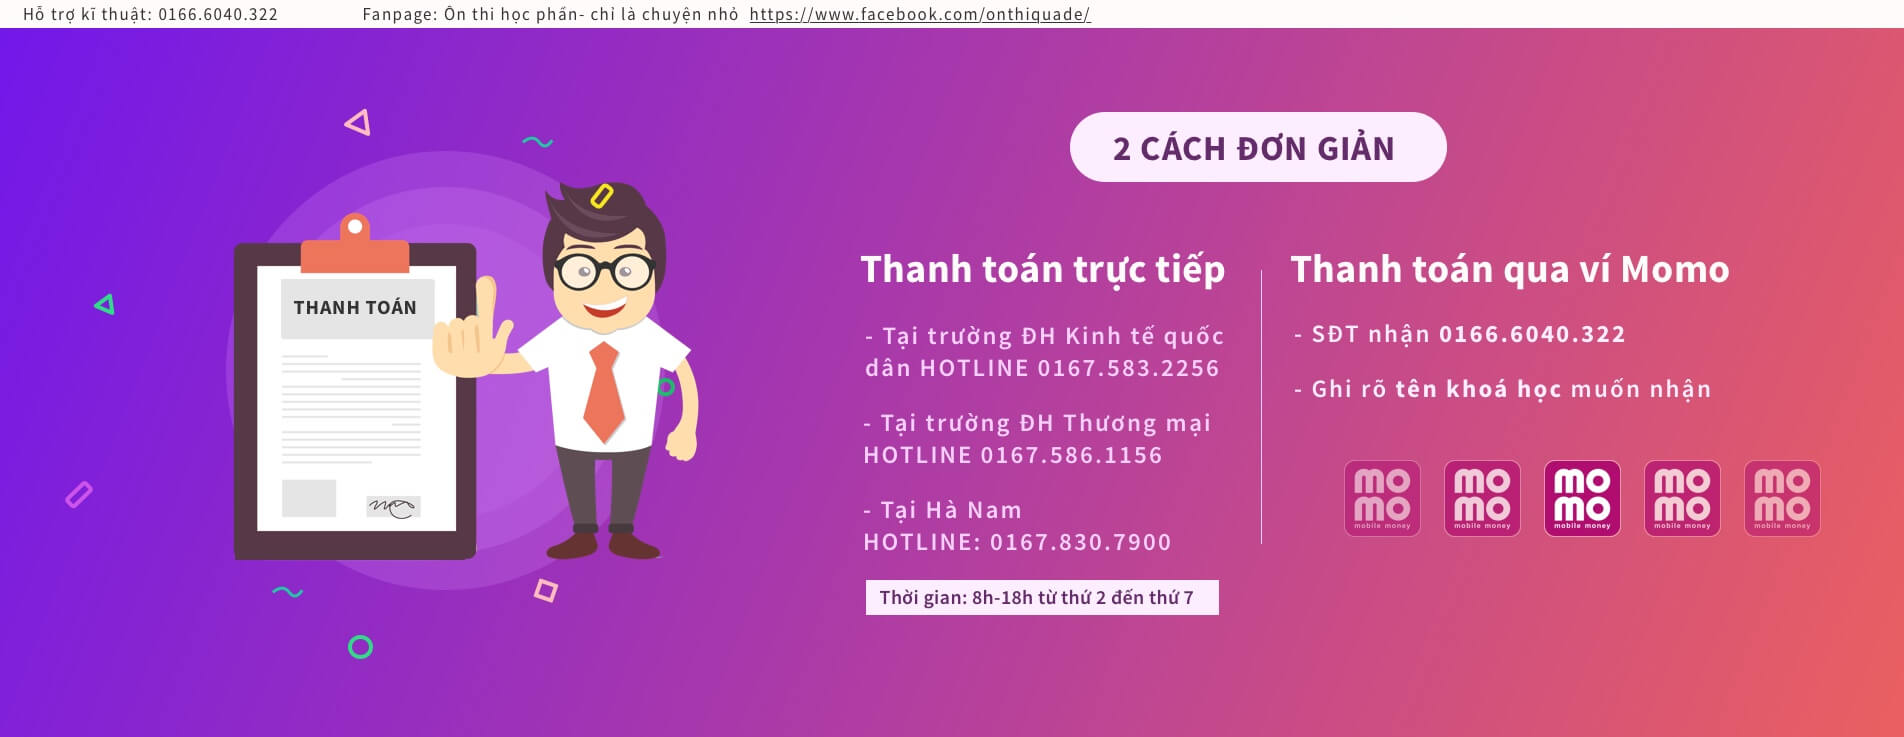 Hỗ trợ kĩ thuật: 0166.6040.322
Fanpage: Ôn thi học phần- chỉ là chuyện nhỏ https://www.facebook.com/onthiquade/
THANH TOÁN
2 CÁCH ĐƠN GIẢN
Thanh toán trực tiếp
- Tại trường ĐH Kinh tế quốc
dân HOTLINE 0167.583.2256
- Tại trường ĐH Thương mại
HOTLINE 0167.586.1156
- Tại Hà Nam
HOTLINE: 0167.830.7900
Thời gian: 8h-18h từ thứ 2 đến thứ 7
Thanh toán qua ví Momo
- SĐT nhận 0166.6040.322
- Ghi rõ tên khoá học muốn nhận
mo mo mo mo mo
mo mo mo mo mo
mobile money mobile money mobile money mobile money mobile money